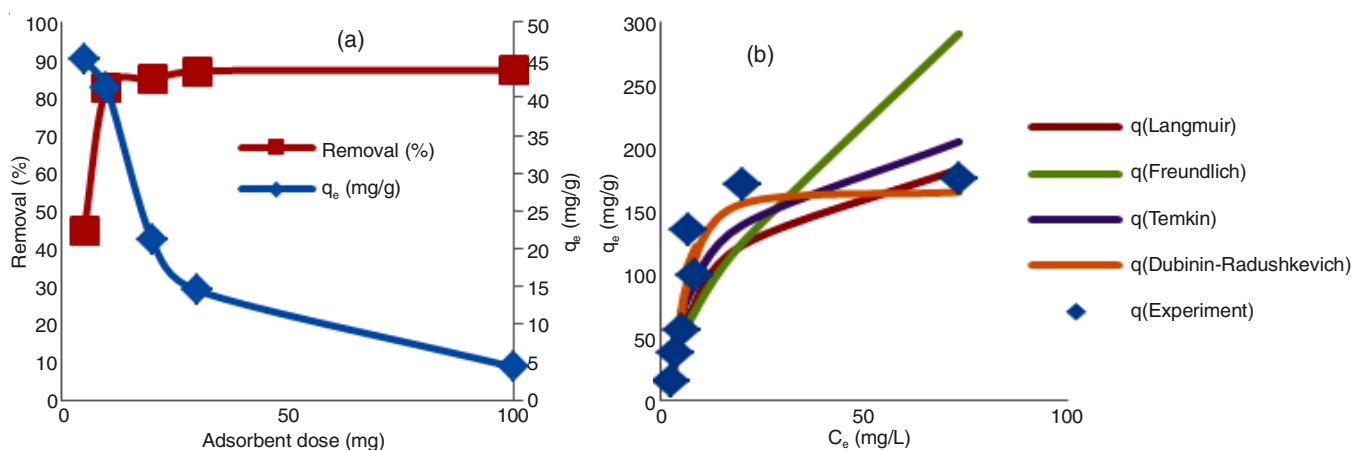 (a)
Removal (%)
100
90
80
70
60
50
40
30
20
10
0
Removal (%)
qₑ (mg/g)
50
45
40
35
30
25
20
15
10
5
0
qₑ (mg/g)
0
50
100
Adsorbent dose (mg)
(b)
qₑ (mg/g)
300
250
200
150
100
50
0
0
50
100
Cₑ (mg/L)
q(Langmuir)
q(Freundlich)
q(Temkin)
q(Dubinin-Radushkevich)
q(Experiment)